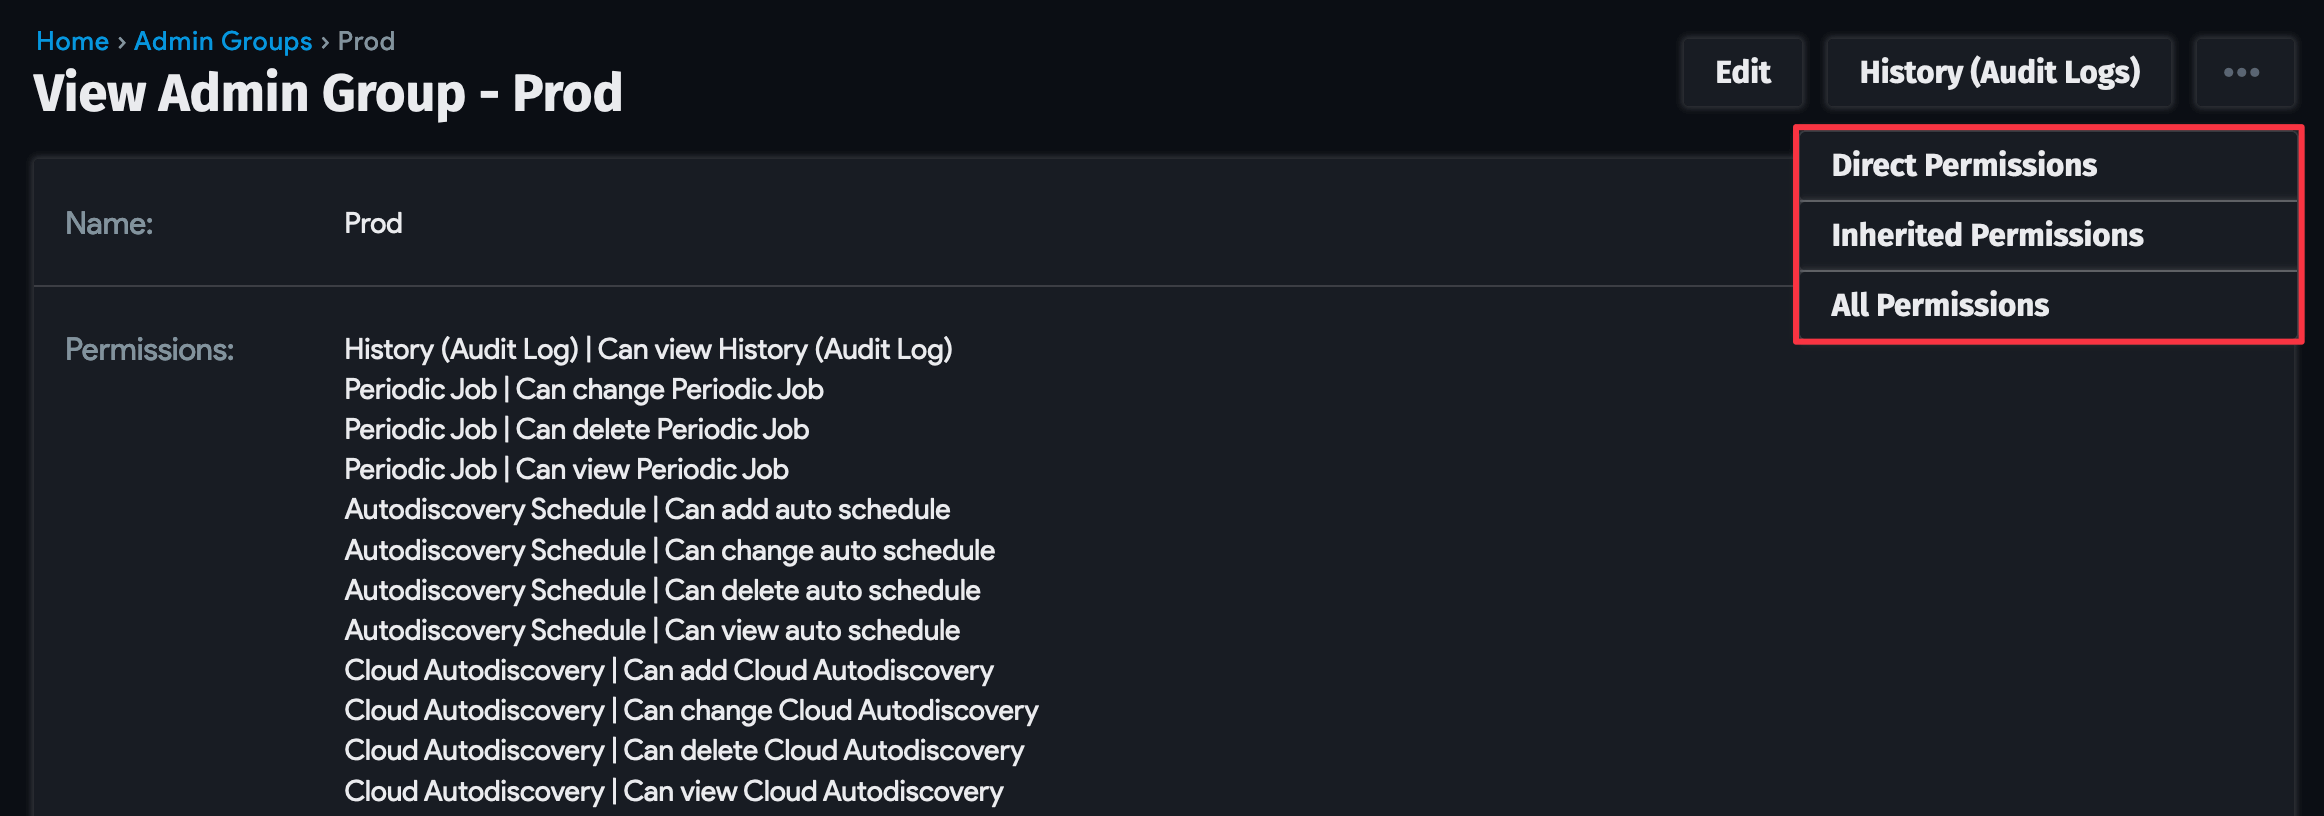 Home › Admin Groups › Prod
View Admin Group - Prod
Edit
History (Audit Logs)
Direct Permissions
Inherited Permissions
All Permissions
Name: Prod
Permissions: History (Audit Log) | Can view History (Audit Log)
Periodic Job | Can change Periodic Job
Periodic Job | Can delete Periodic Job
Periodic Job | Can view Periodic Job
Autodiscovery Schedule | Can add auto schedule
Autodiscovery Schedule | Can change auto schedule
Autodiscovery Schedule | Can delete auto schedule
Autodiscovery Schedule | Can view auto schedule
Cloud Autodiscovery | Can add Cloud Autodiscovery
Cloud Autodiscovery | Can change Cloud Autodiscovery
Cloud Autodiscovery | Can delete Cloud Autodiscovery
Cloud Autodiscovery | Can view Cloud Autodiscovery